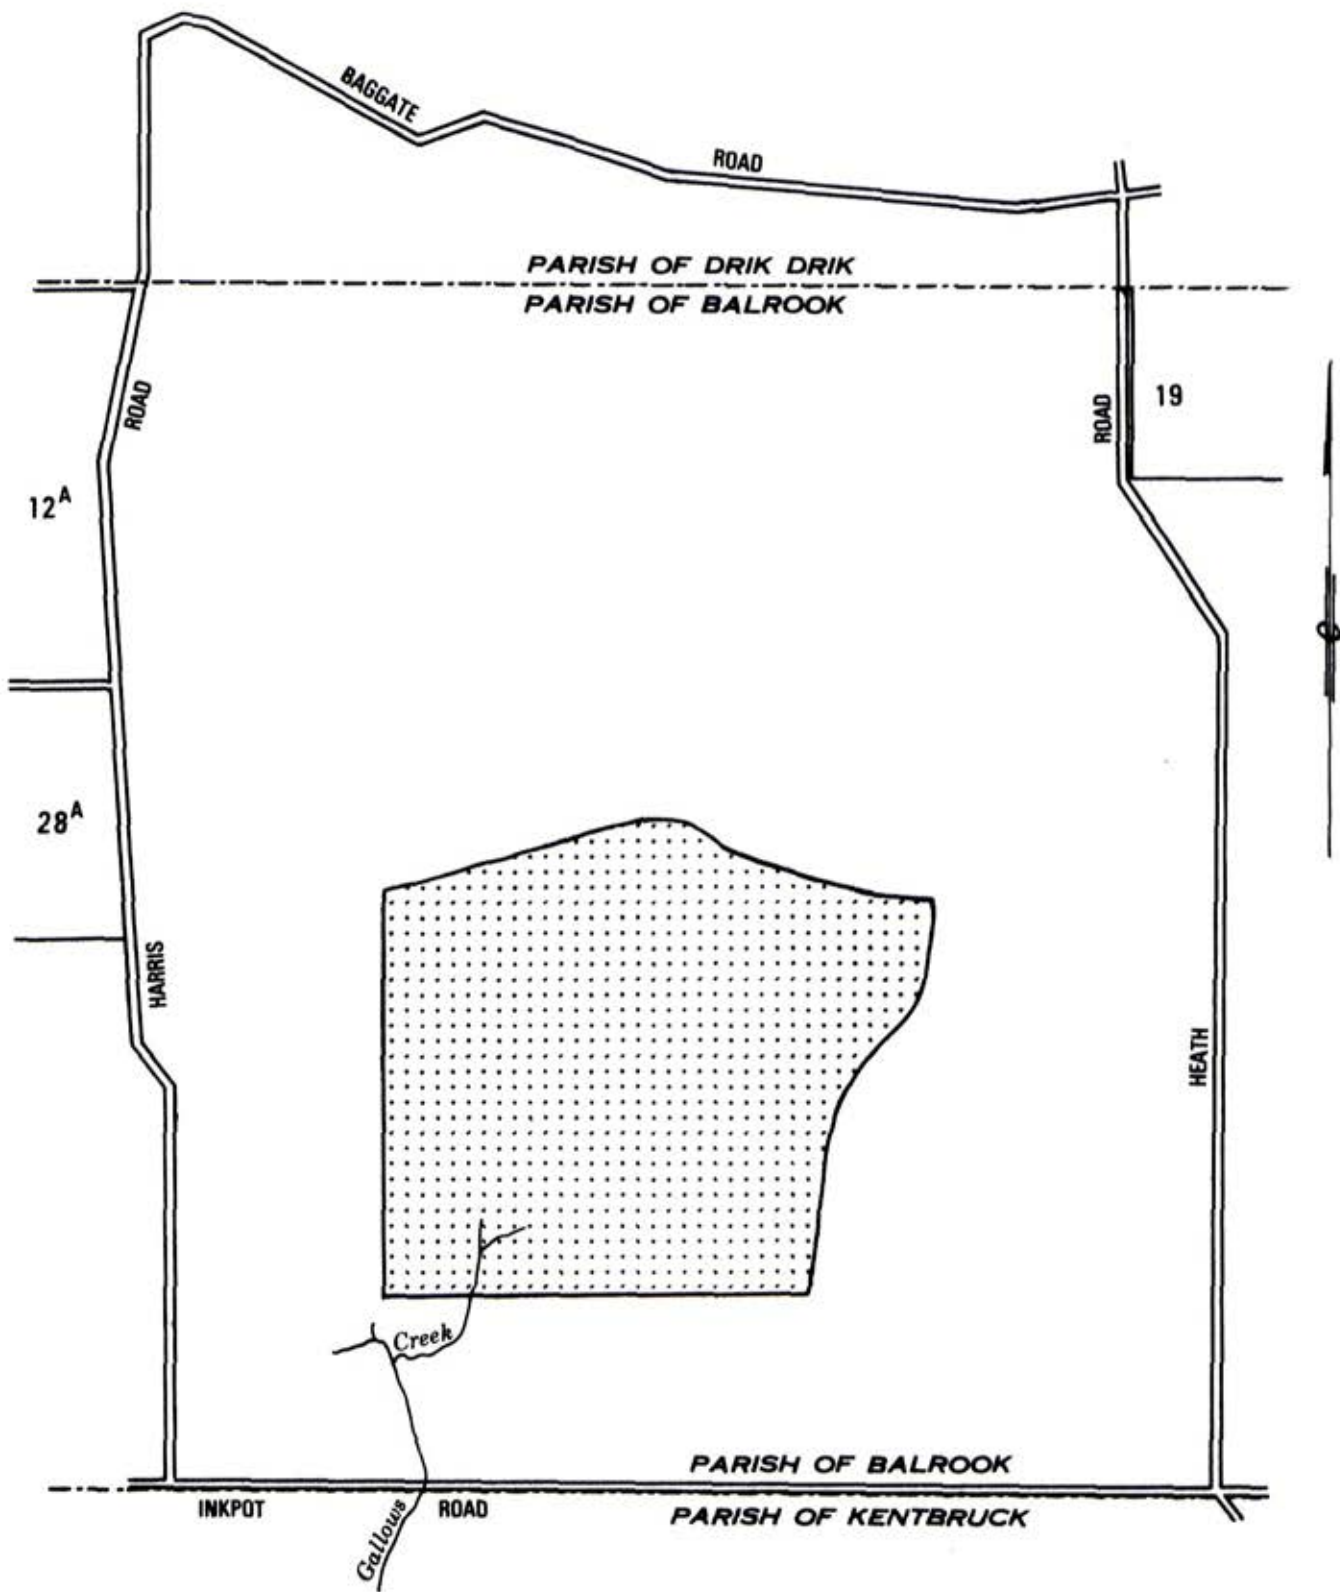 BAGGATE
ROAD
PARISH OF DRIK DRIK
PARISH OF BALROOK
ROAD
ROAD
19
12A
28A
HARRIS
HEATH
Creek
PARISH OF BALROOK
INKPOT ROAD
PARISH OF KENTBRUCK
Gallows